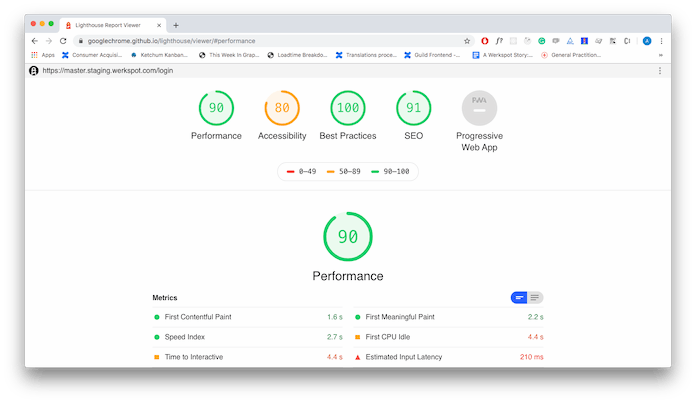 Lighthouse Report Viewer
googlechrome.github.io/lighthouse/viewer/#performance
Apps Consumer Acquisi... Ketchum Kanban... This Week In Grap... Loadtime Breakdo... Translations proce... Guild Frontend -... A Werkspot Story:... General Practition...
https://master.staging.werkspot.com/login
90 80 100 91 PWA
Performance Accessibility Best Practices SEO Progressive
Web App
0–49 50–89 90–100
90
Performance
Metrics
First Contentful Paint 1.6 s First Meaningful Paint 2.2 s
Speed Index 2.7 s First CPU Idle 4.4 s
Time to Interactive 4.4 s Estimated Input Latency 210 ms